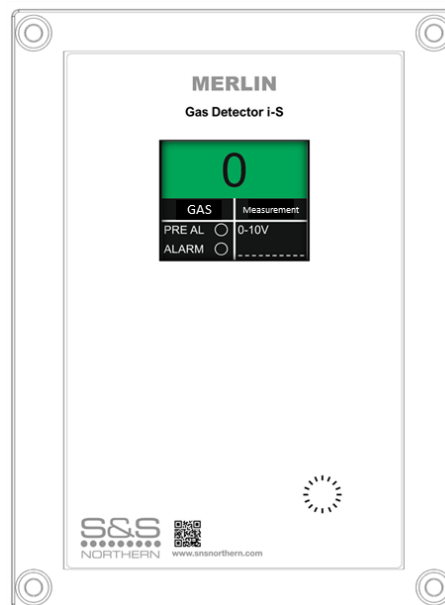 MERLIN
Gas Detector i-S
0
GAS Measurement
PRE AL 0-10V
ALARM
S&S
NORTHERN www.snsnorthern.com